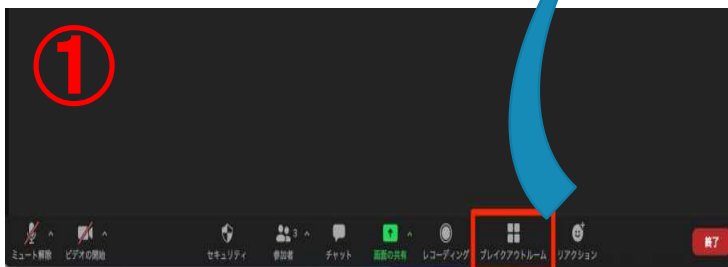 ①
3
ミュート解除 ビデオの開始 セキュリティ 参加者 チャット 画面の共有 レコーディング ブレイクアウトルーム リアクション 終了